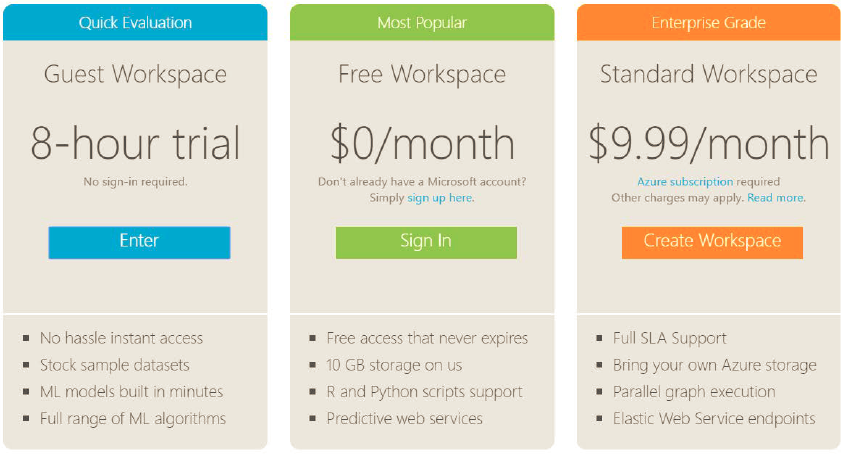 Quick Evaluation
Guest Workspace
8-hour trial
No sign-in required.
Enter
No hassle instant access
Stock sample datasets
ML models built in minutes
Full range of ML algorithms
Most Popular
Free Workspace
$0/month
Don't already have a Microsoft account?
Simply sign up here.
Sign In
Free access that never expires
10 GB storage on us
R and Python scripts support
Predictive web services
Enterprise Grade
Standard Workspace
$9.99/month
Azure subscription required
Other charges may apply. Read more.
Create Workspace
Full SLA Support
Bring your own Azure storage
Parallel graph execution
Elastic Web Service endpoints